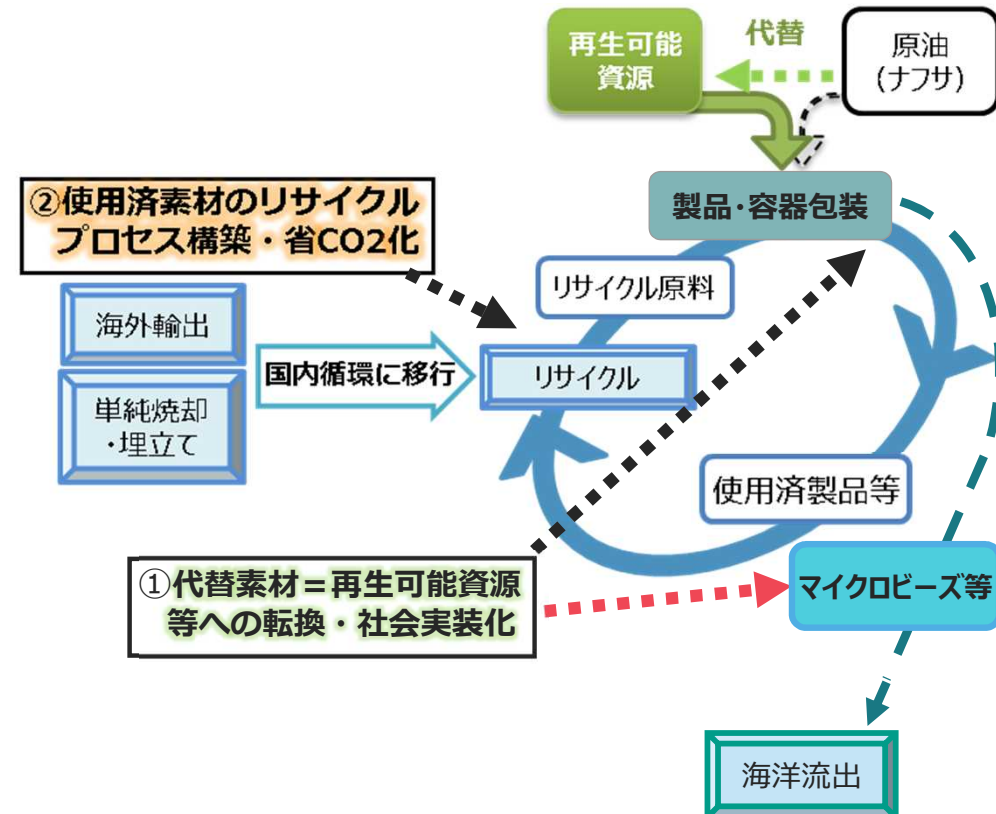 再生可能
資源
代替
原油
(ナフサ)
製品・容器包装
②使用済素材のリサイクル
プロセス構築・省CO2化
リサイクル原料
海外輸出
国内循環に移行
リサイクル
単純焼却
・埋立て
使用済製品等
①代替素材＝再生可能資源
等への転換・社会実装化
マイクロビーズ等
海洋流出